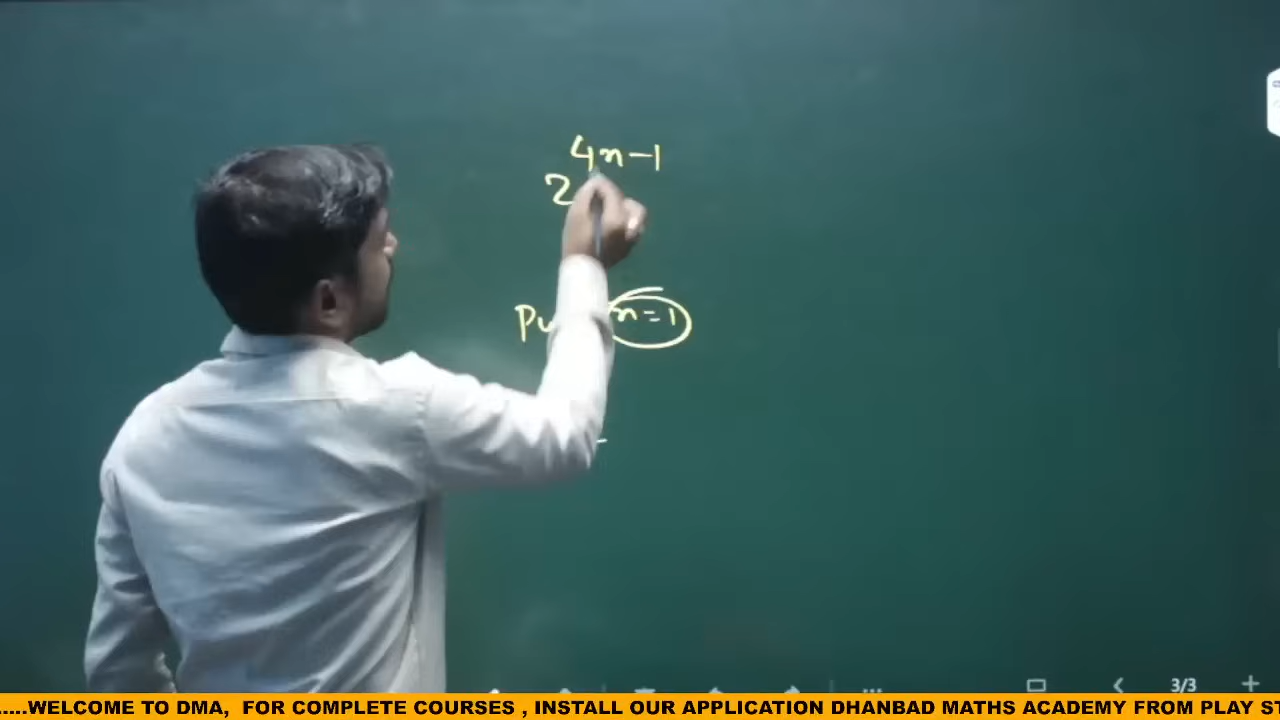 4n-1
2
n=1
3/3
.....WELCOME TO DMA, FOR COMPLETE COURSES , INSTALL OUR APPLICATION DHANBAD MATHS ACADEMY FROM PLAY